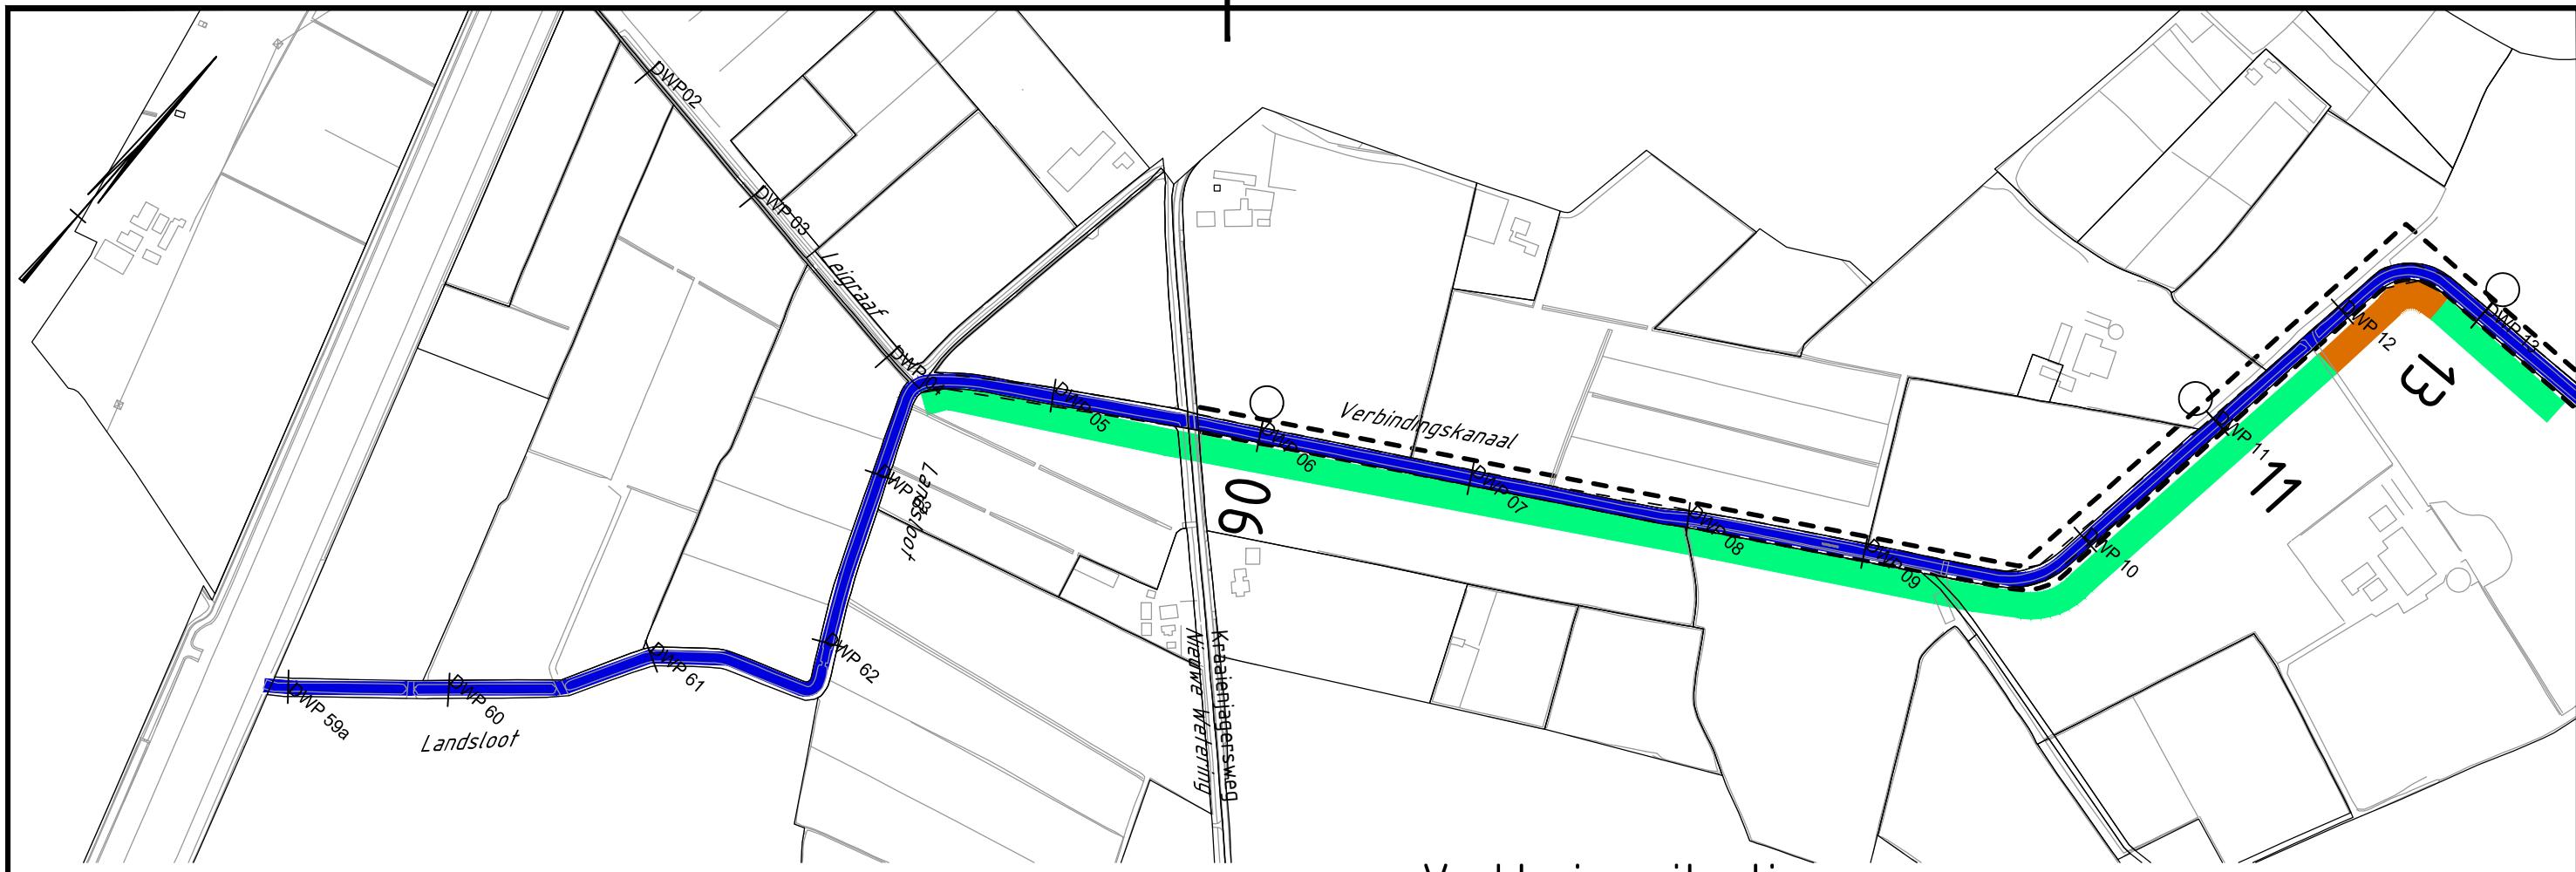 DWP02
DWP 03
Leigraaf
DWP 04
DWP 05
DWP 06
Verbindingskanaal
DWP 07
DWP 08
DWP 09
DWP 10
DWP 11
DWP 12
DWP 13
13
11
06
DWP 63
Landsloot
DWP 62
DWP 61
DWP 60
DWP 59a
Landsloot
Nieuwe Wetering
Kraaienjagersweg